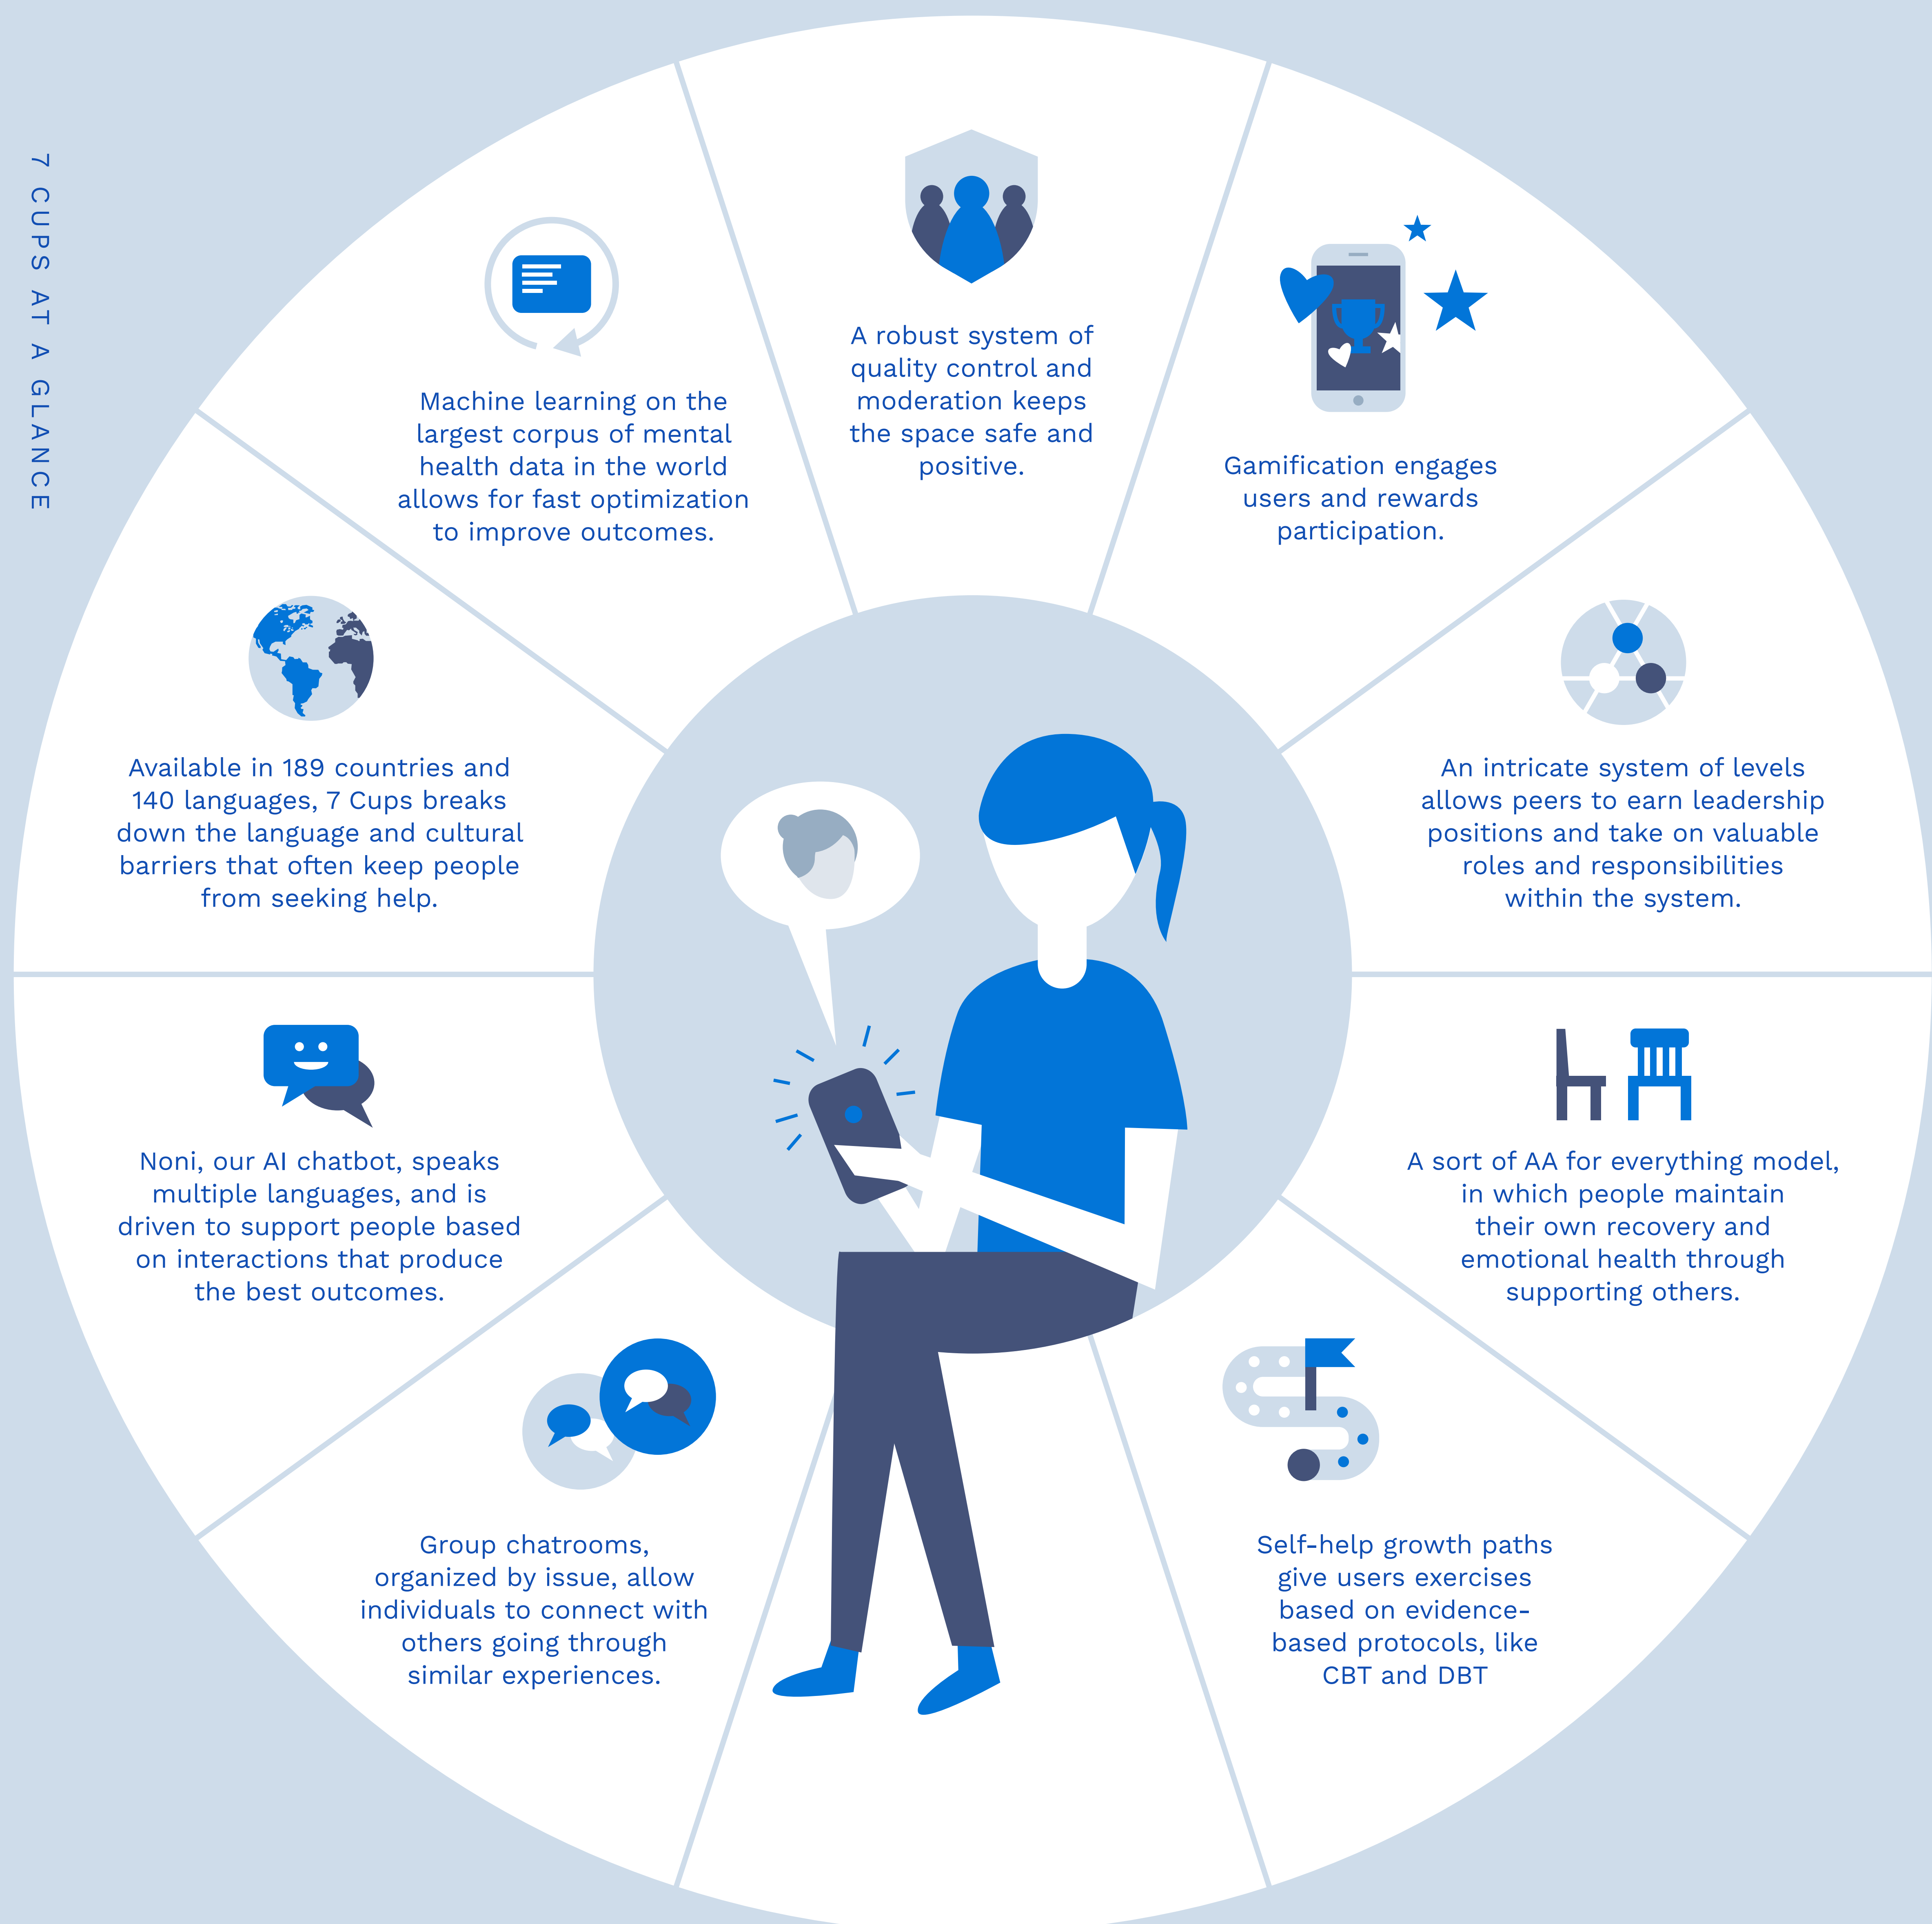 7 CUPS AT A GLANCE
A robust system of
quality control and
moderation keeps
the space safe and
positive.
Gamification engages
users and rewards
participation.
An intricate system of levels
allows peers to earn leadership
positions and take on valuable
roles and responsibilities
within the system.
A sort of AA for everything model,
in which people maintain
their own recovery and
emotional health through
supporting others.
Self-help growth paths
give users exercises
based on evidence-
based protocols, like
CBT and DBT
Group chatrooms,
organized by issue, allow
individuals to connect with
others going through
similar experiences.
Noni, our AI chatbot, speaks
multiple languages, and is
driven to support people based
on interactions that produce
the best outcomes.
Available in 189 countries and
140 languages, 7 Cups breaks
down the language and cultural
barriers that often keep people
from seeking help.
Machine learning on the
largest corpus of mental
health data in the world
allows for fast optimization
to improve outcomes.